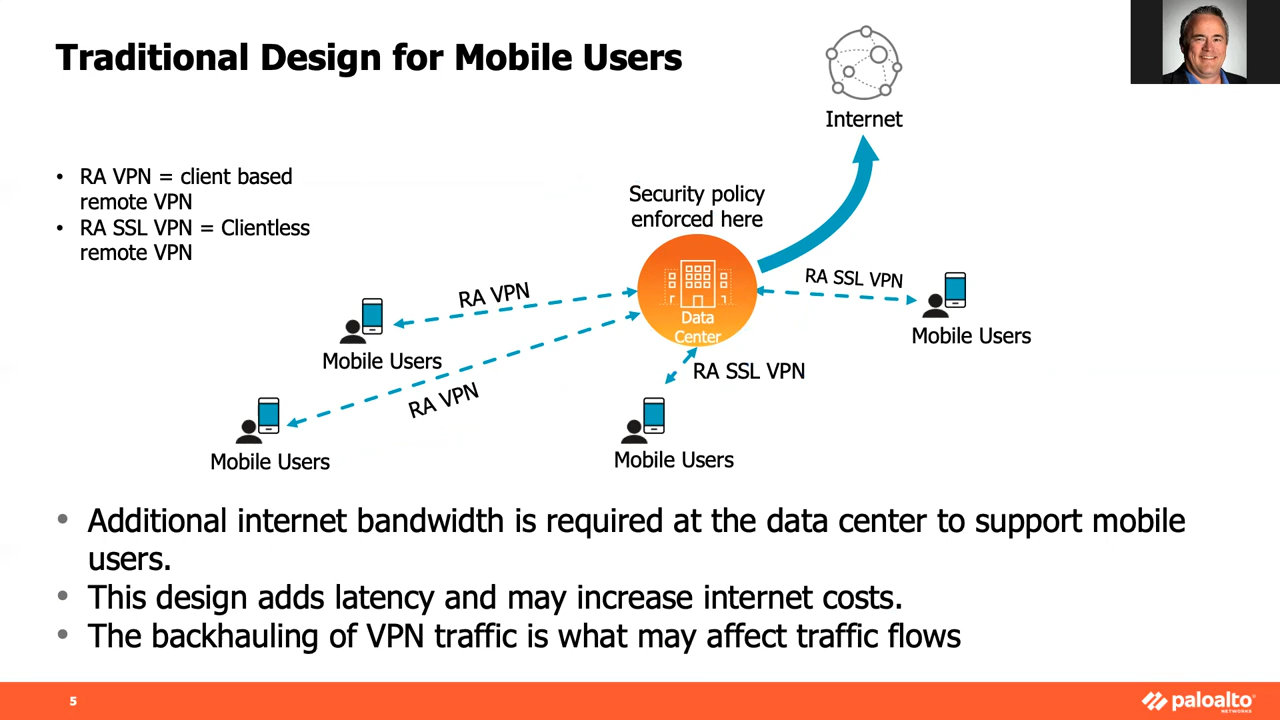 Traditional Design for Mobile Users
Internet
• RA VPN = client based
remote VPN
• RA SSL VPN = Clientless
remote VPN
Security policy
enforced here
RA VPN
RA SSL VPN
Data
Center
Mobile Users
Mobile Users
RA VPN
RA SSL VPN
Mobile Users
Mobile Users
• Additional internet bandwidth is required at the data center to support mobile
users.
• This design adds latency and may increase internet costs.
• The backhauling of VPN traffic is what may affect traffic flows
5
paloalto
NETWORKS